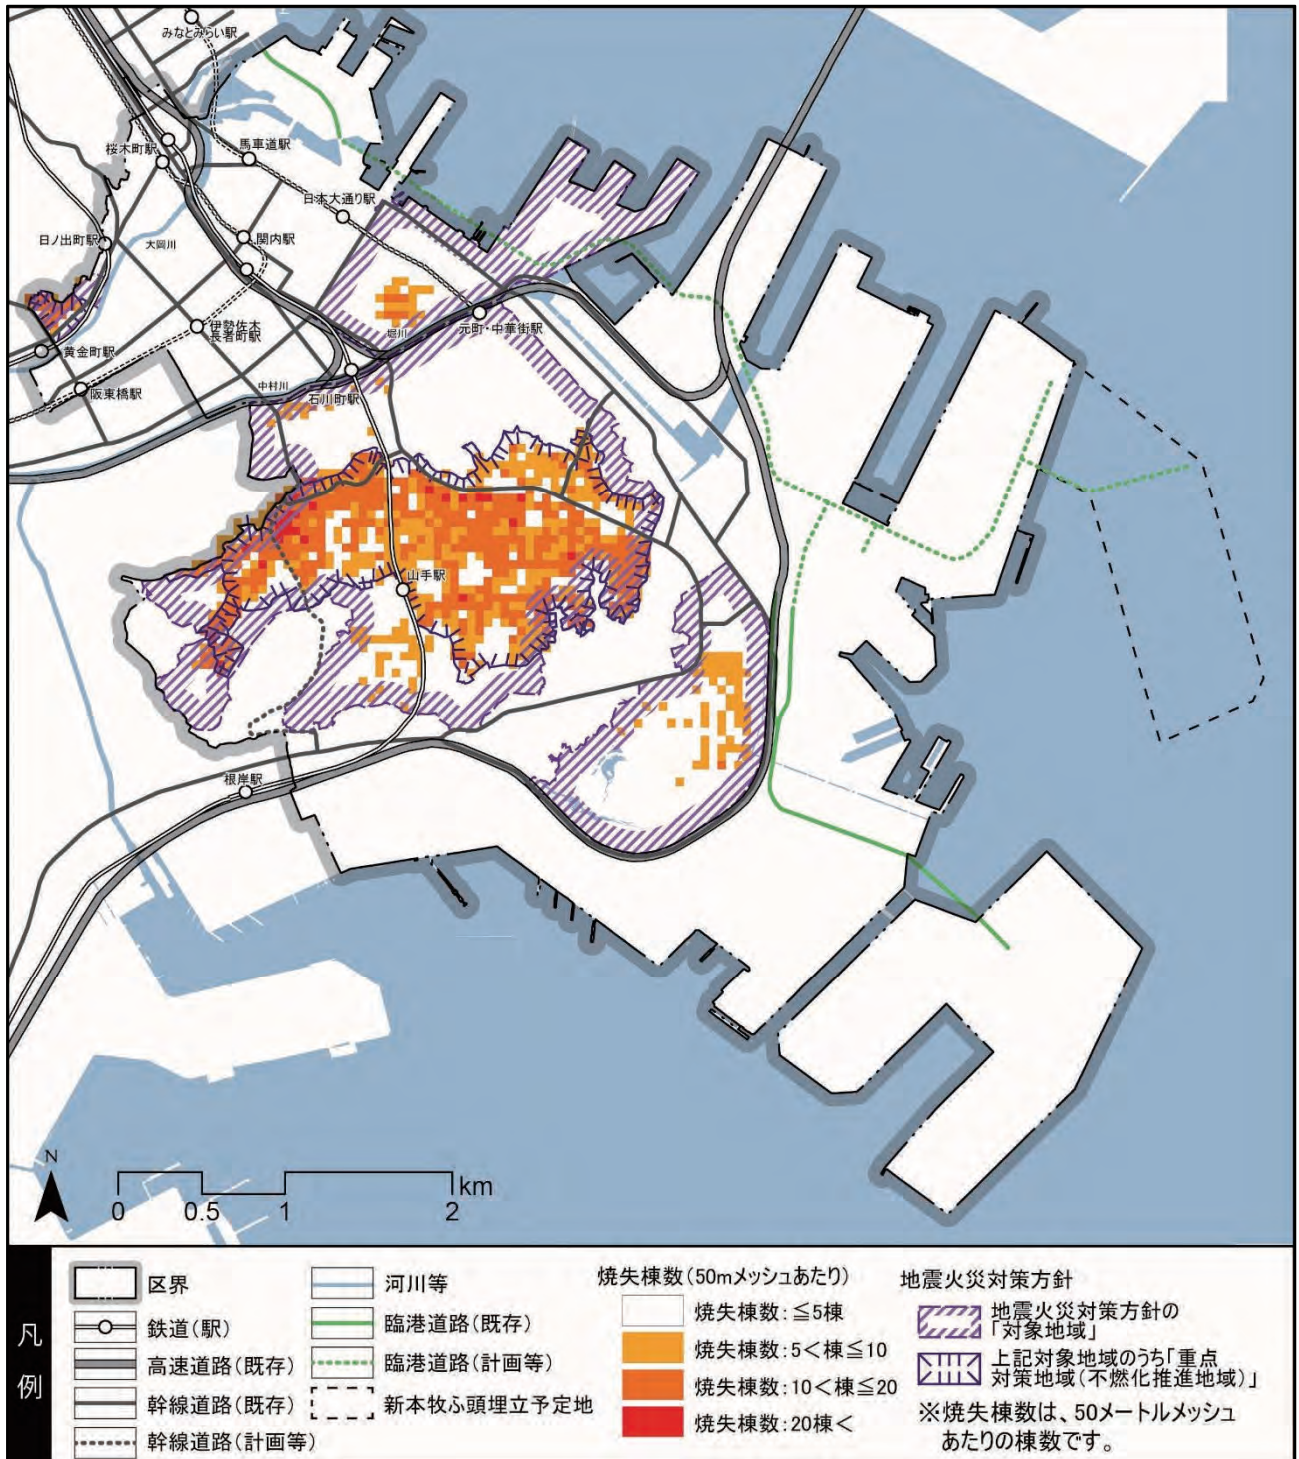 みなとみらい駅
桜木町駅
馬車道駅
日本大通り駅
日ノ出町駅
大岡川
関内駅
伊勢佐木
長者町駅
元町・中華街駅
堀川
黄金町駅
阪東橋駅
中村川
石川町駅
山手駅
根岸駅
N
km
0
0.5
1
2
凡例
区界
鉄道(駅)
高速道路(既存)
幹線道路(既存)
幹線道路(計画等)
河川等
臨港道路(既存)
臨港道路(計画等)
新本牧ふ頭埋立予定地
焼失棟数(50mメッシュあたり)
焼失棟数:≦5棟
焼失棟数:5<棟≦10
焼失棟数:10<棟≦20
焼失棟数:20棟<
地震火災対策方針
地震火災対策方針の
「対象地域」
上記対象地域のうち「重点
対策地域(不燃化推進地域)」
※焼失棟数は、50メートルメッシュ
あたりの棟数です。